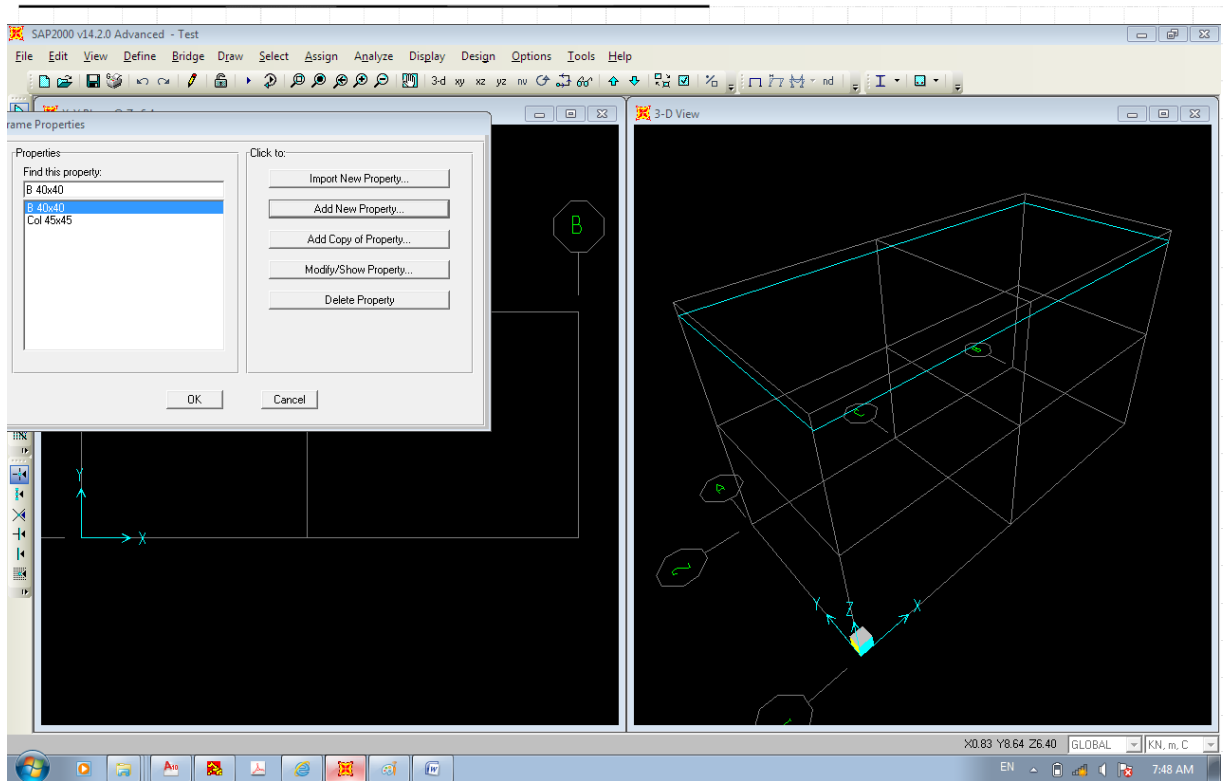 SAP2000 v14.2.0 Advanced - Test
File Edit View Define Bridge Draw Select Assign Analyze Display Design Options Tools Help
3-d xy xz yz nv nd
3-D View
rame Properties
Properties
Find this property:
B 40x40
B 40x40
Col 45x45
Click to:
Import New Property...
Add New Property...
Add Copy of Property...
Modify/Show Property...
Delete Property
OK
Cancel
B
Y
X
B
A
Y
Z
X
X0.83 Y8.64 Z6.40
GLOBAL
KN, m, C
EN
7:48 AM